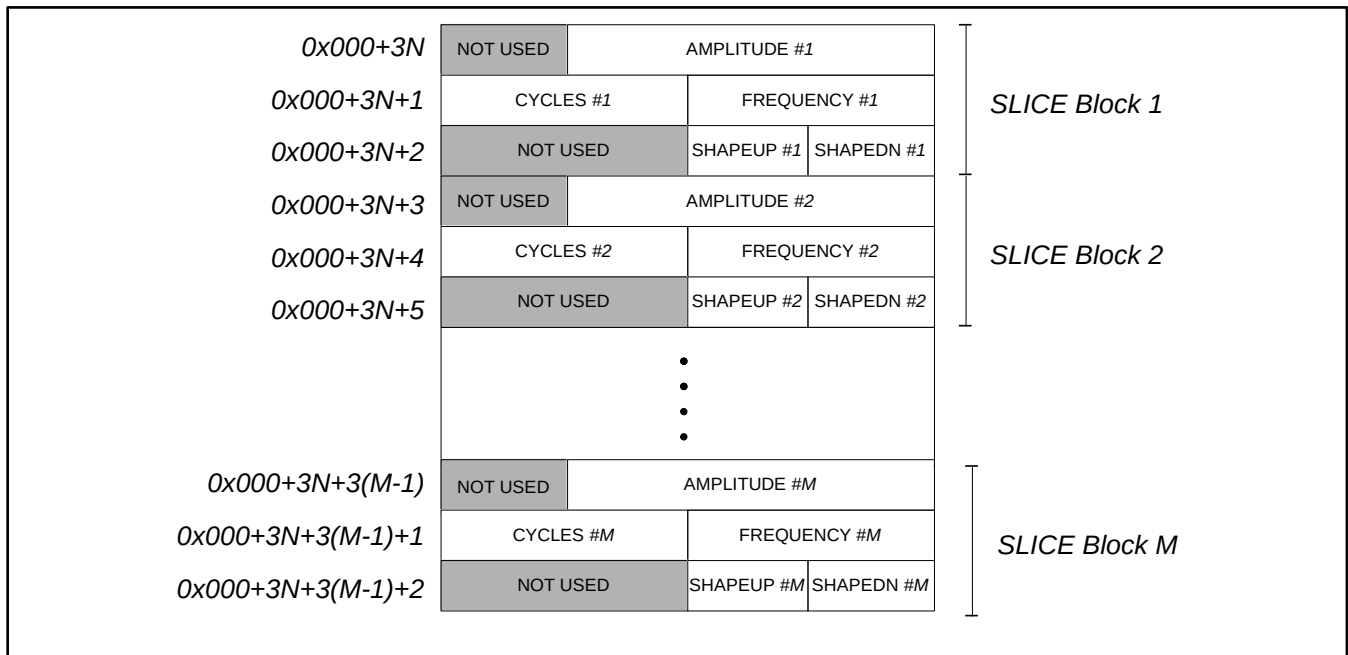 0x000+3N NOT USED AMPLITUDE #1
0x000+3N+1 CYCLES #1 FREQUENCY #1 SLICE Block 1
0x000+3N+2 NOT USED SHAPEUP #1 SHAPEDN #1
0x000+3N+3 NOT USED AMPLITUDE #2
0x000+3N+4 CYCLES #2 FREQUENCY #2 SLICE Block 2
0x000+3N+5 NOT USED SHAPEUP #2 SHAPEDN #2
0x000+3N+3(M-1) NOT USED AMPLITUDE #M
0x000+3N+3(M-1)+1 CYCLES #M FREQUENCY #M SLICE Block M
0x000+3N+3(M-1)+2 NOT USED SHAPEUP #M SHAPEDN #M